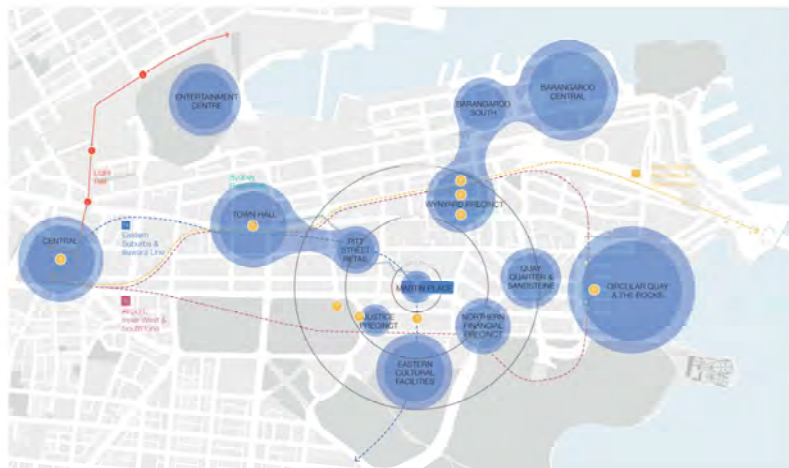 ENTERTAINMENT
CENTRE
BARANGAROO
SOUTH
BARANGAROO
CENTRAL
Light
Rail
TOWN HALL
WYNYARD PRECINCT
CENTRAL
Eastern
Suburbs &
Illawarra Line
PITT
STREET
RETAIL
MARTIN PLACE
QUAY
QUARTER &
SANDSTONE
CIRCULAR QUAY
& THE ROCKS
Airport,
Inner West &
South Line
JUSTICE
PRECINCT
NORTHERN
FINANCIAL
PRECINCT
EASTERN
CULTURAL
FACILITIES